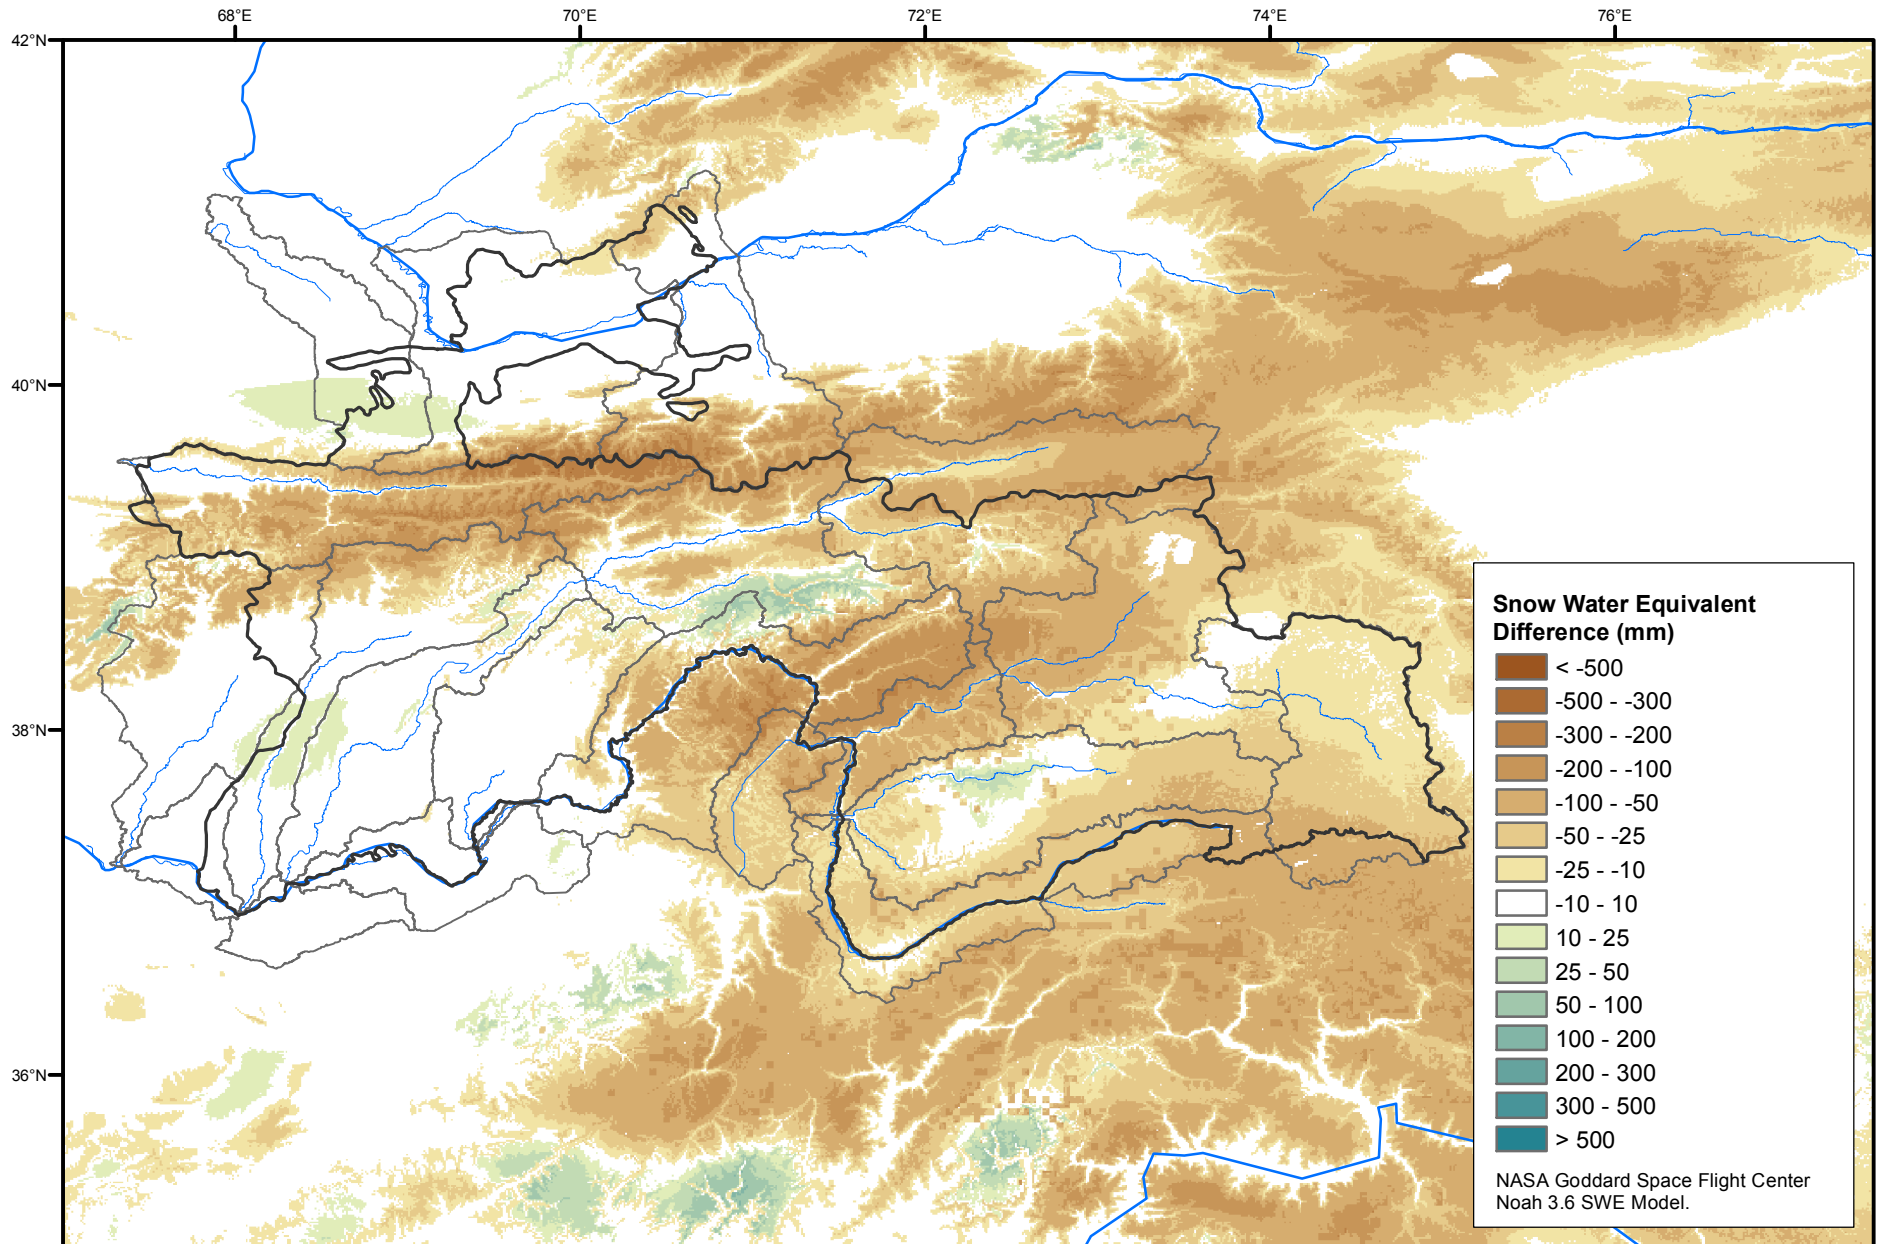 68°E
70°E
72°E
74°E
76°E
42°N
40°N
38°N
36°N
Snow Water Equivalent
Difference (mm)
< -500
-500 - -300
-300 - -200
-200 - -100
-100 - -50
-50 - -25
-25 - -10
-10 - 10
10 - 25
25 - 50
50 - 100
100 - 200
200 - 300
300 - 500
> 500
NASA Goddard Space Flight Center
Noah 3.6 SWE Model.